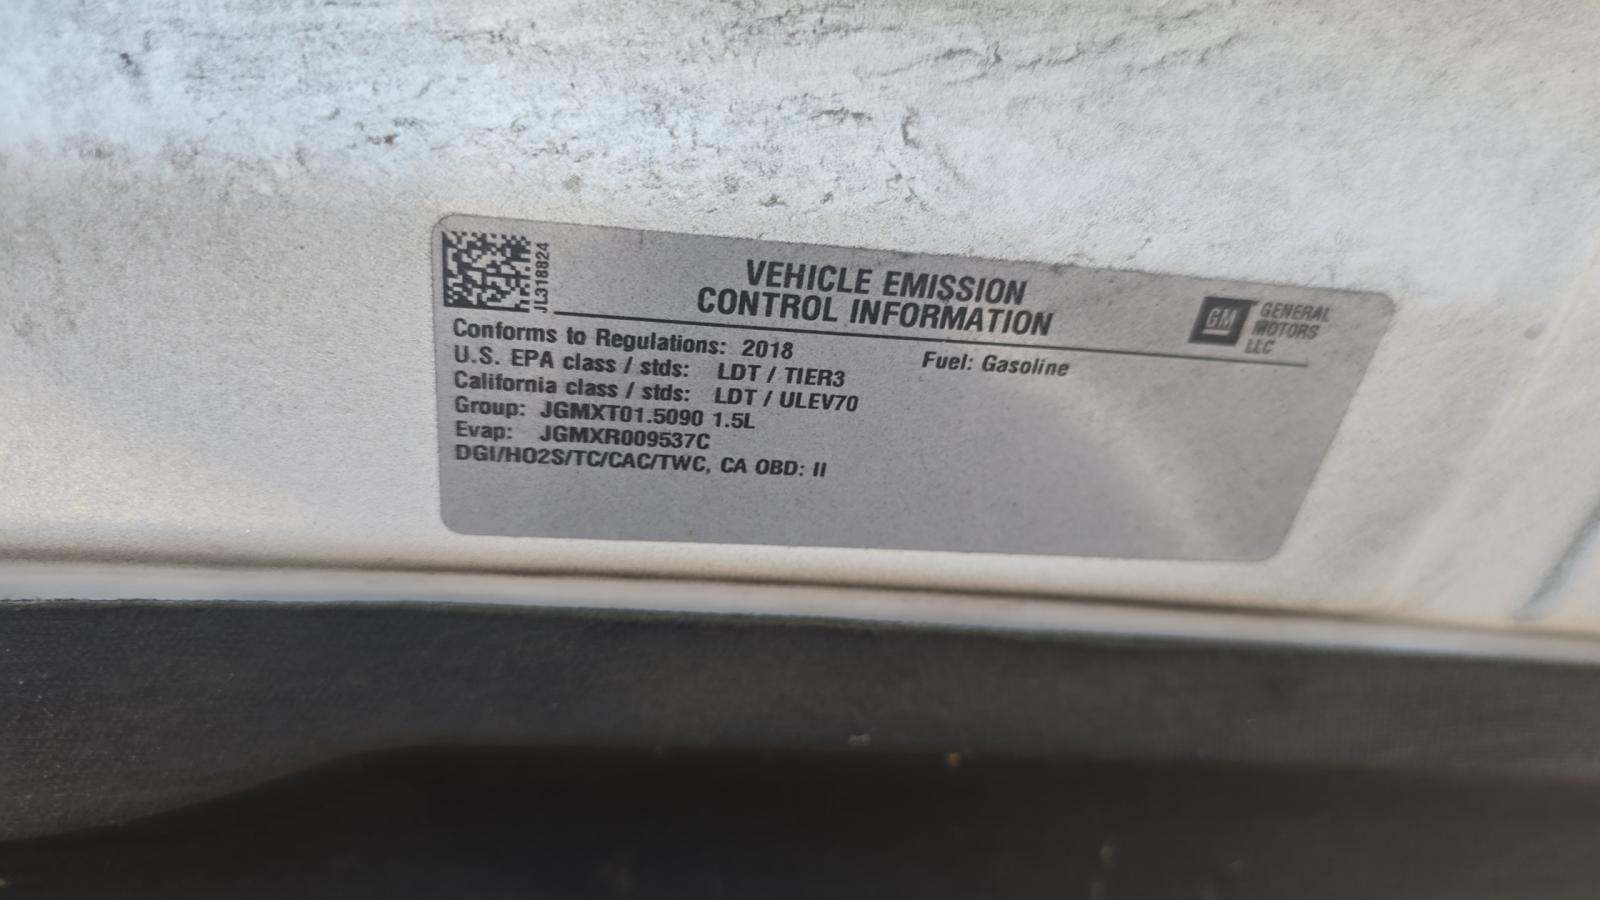 JL318824
VEHICLE EMISSION
CONTROL INFORMATION
GM
GENERAL
MOTORS
LLC
Conforms to Regulations: 2018
Fuel: Gasoline
U.S. EPA class / stds: LDT / TIER3
California class / stds: LDT / ULEV70
Group: JGMXT01.5090 1.5L
Evap: JGMXR009537C
DGI/HO2S/TC/CAC/TWC, CA OBD: II